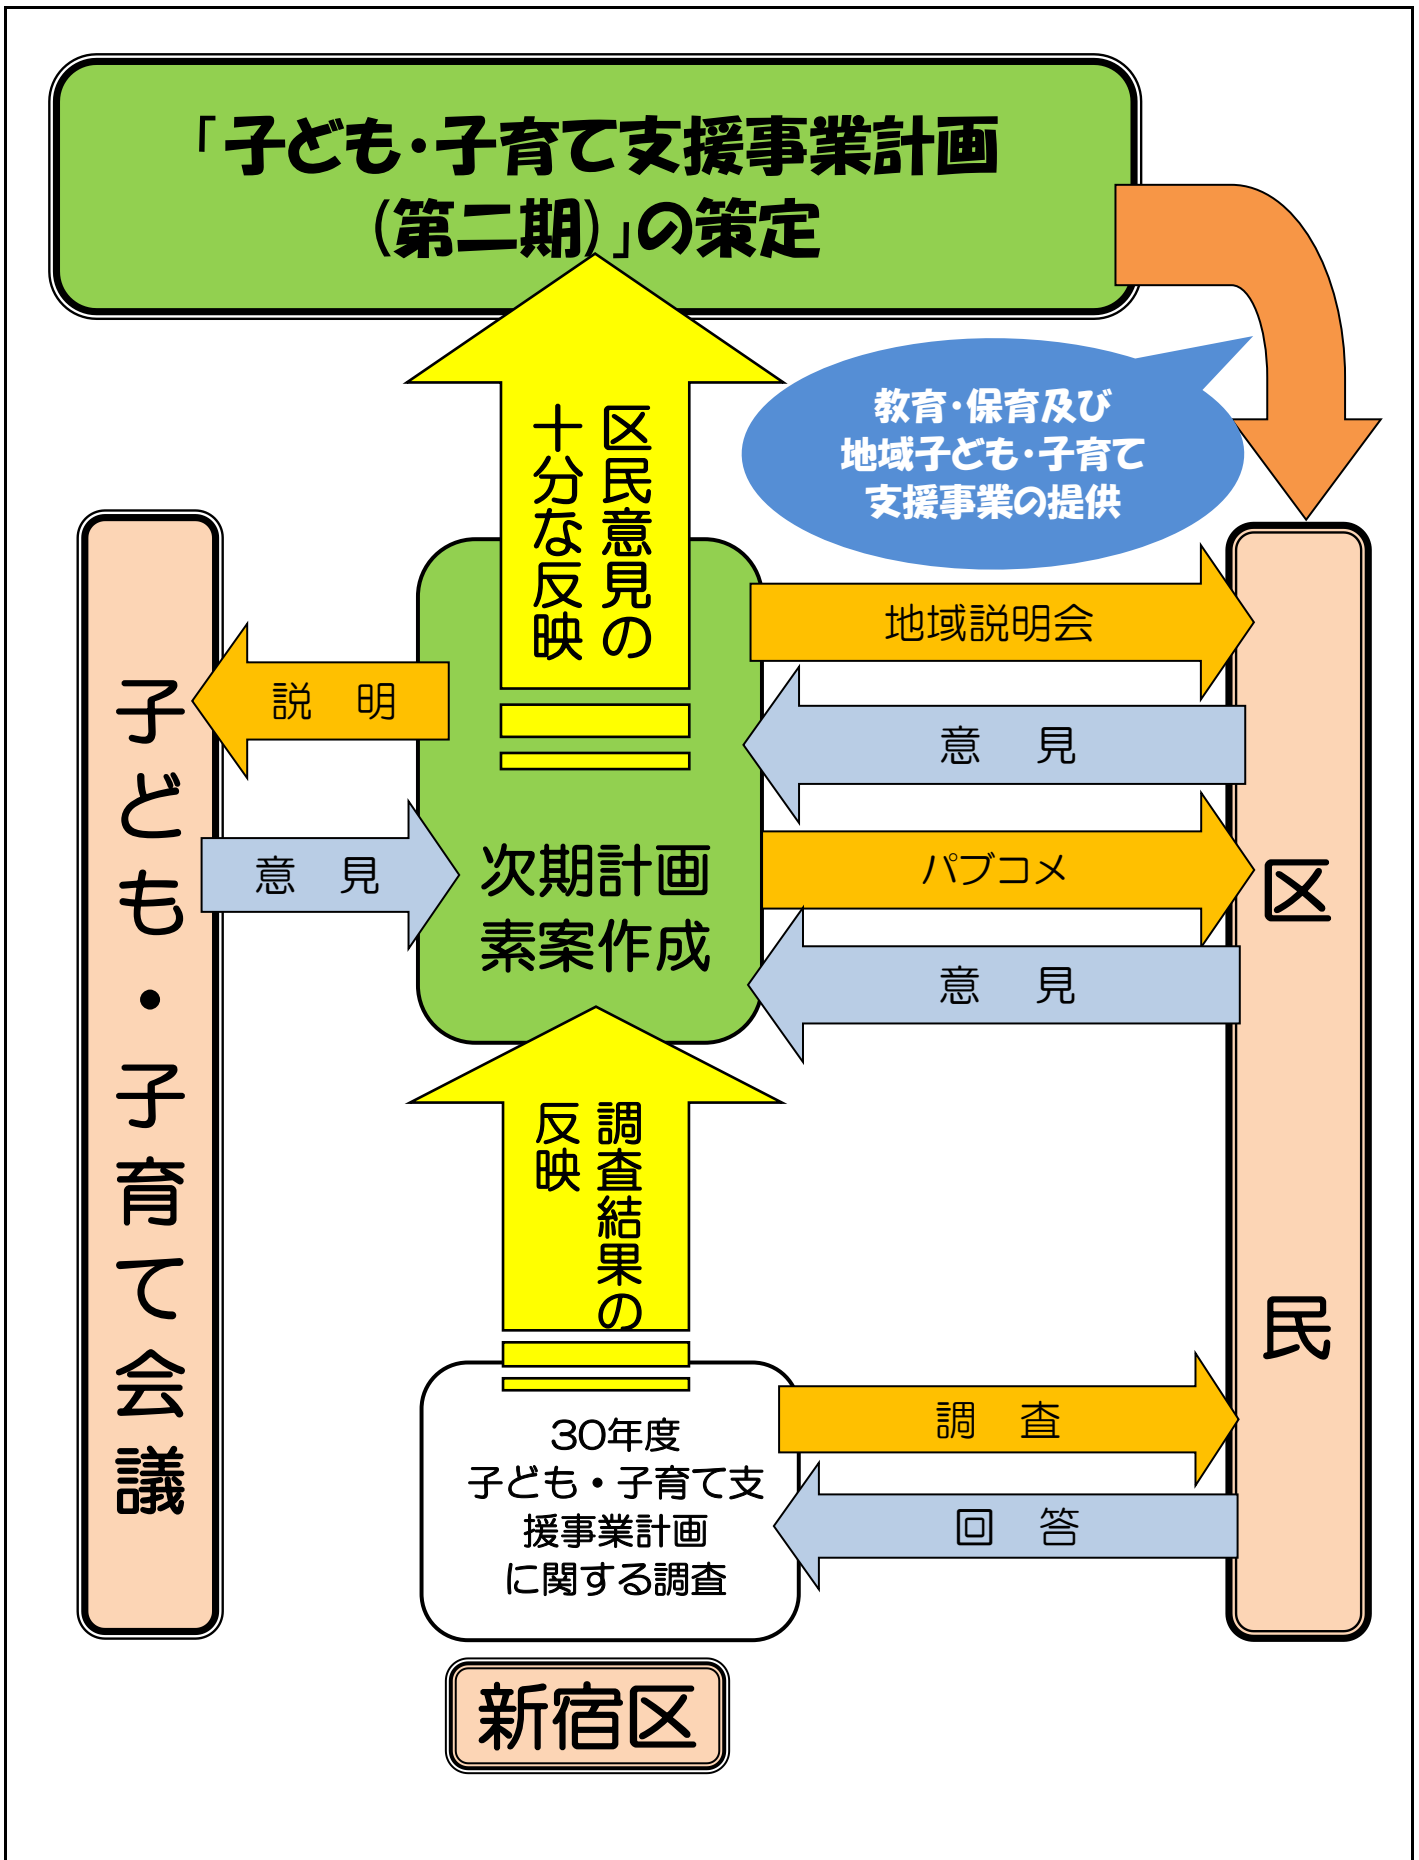 「子ども・子育て支援事業計画
(第二期)」の策定
教育・保育及び
地域子ども・子育て
支援事業の提供
区民意見の
十分な反映
地域説明会
説 明
意 見
意 見
次期計画
素案作成
パブコメ
意 見
子ども・子育て会議
区 民
調査結果の
反映
30年度
子ども・子育て支
援事業計画
に関する調査
調 査
回 答
新宿区